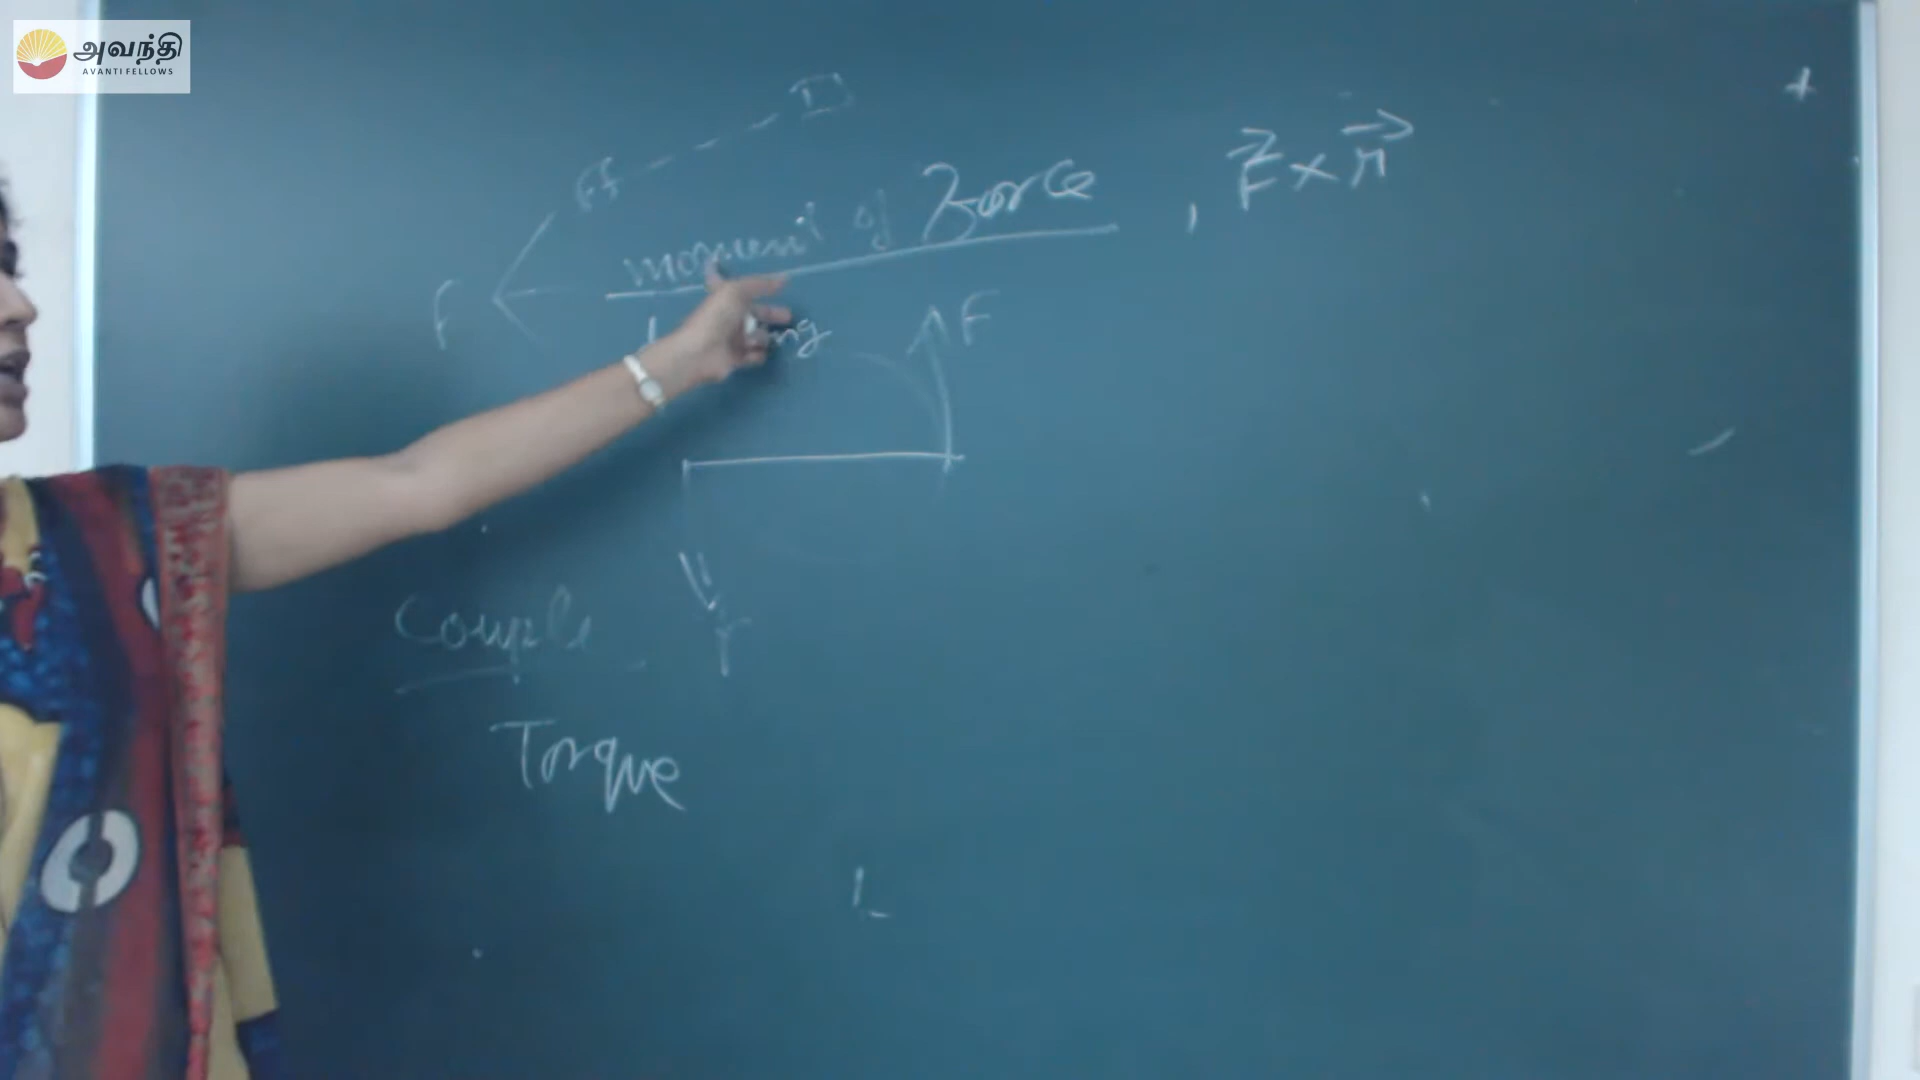 அவந்தி
AVANTI FELLOWS
D
F
moment of Force , F × r
F
Couple
F
Torque
L